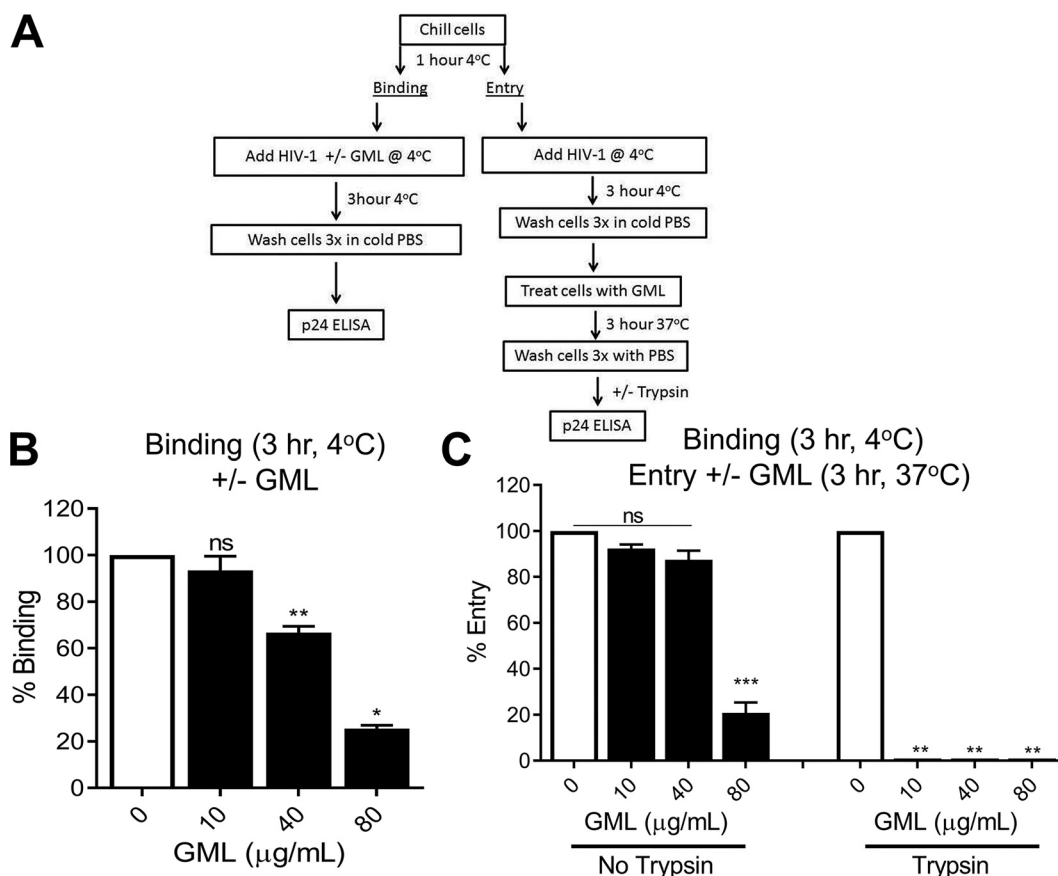 A
Chill cells
1 hour 4°C
Binding
Entry
Add HIV-1 +/- GML @ 4°C
Add HIV-1 @ 4°C
3hour 4°C
3 hour 4°C
Wash cells 3x in cold PBS
Wash cells 3x in cold PBS
Treat cells with GML
p24 ELISA
3 hour 37°C
Wash cells 3x with PBS
+/- Trypsin
p24 ELISA
B
Binding (3 hr, 4°C)
+/- GML
% Binding
120
100
80
60
40
20
0
ns
**
*
0
10
40
80
GML (μg/mL)
C
Binding (3 hr, 4°C)
Entry +/- GML (3 hr, 37°C)
% Entry
120
100
80
60
40
20
0
ns
***
** ** **
0
10
40
80
0
10
40
80
GML (μg/mL)
GML (μg/mL)
No Trypsin
Trypsin